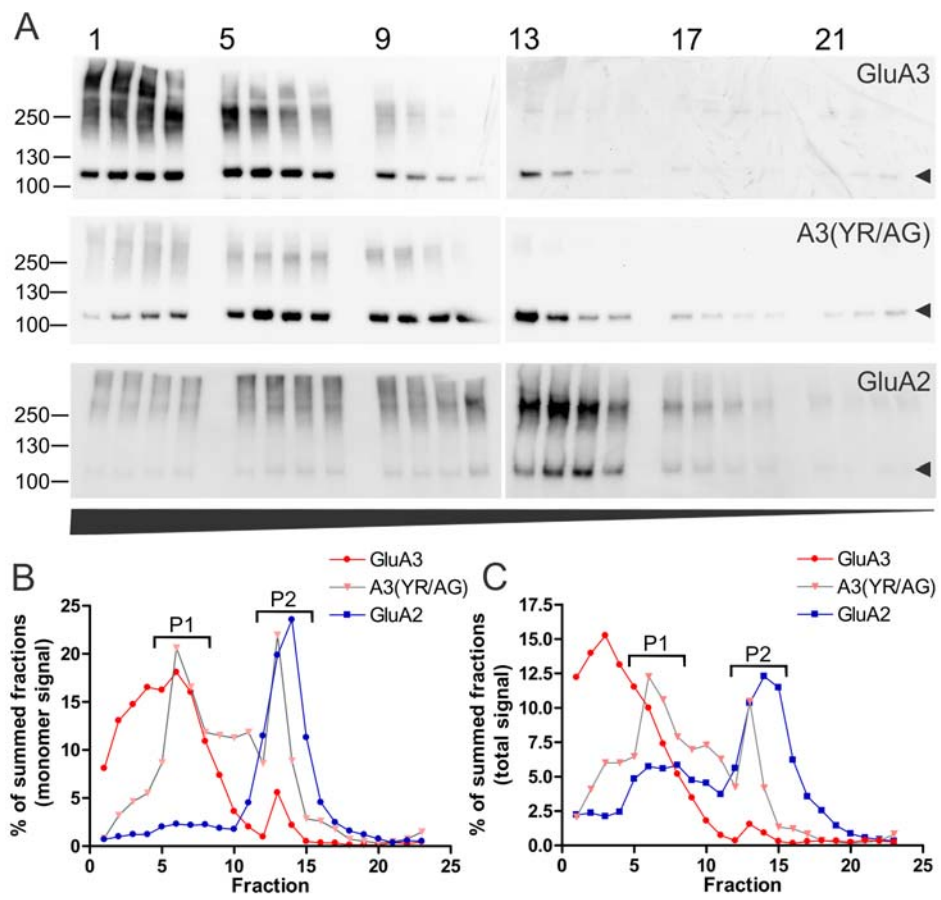 A
1 5 9 13 17 21
GluA3
250
130
100
A3(YR/AG)
250
130
100
GluA2
250
130
100
B
GluA3
A3(YR/AG)
GluA2
P1
P2
25
20
15
10
5
0
% of summed fractions
(monomer signal)
0 5 10 15 20 25
Fraction
C
GluA3
A3(YR/AG)
GluA2
P1
P2
17.5
15.0
12.5
10.0
7.5
5.0
2.5
0.0
% of summed fractions
(total signal)
0 5 10 15 20 25
Fraction